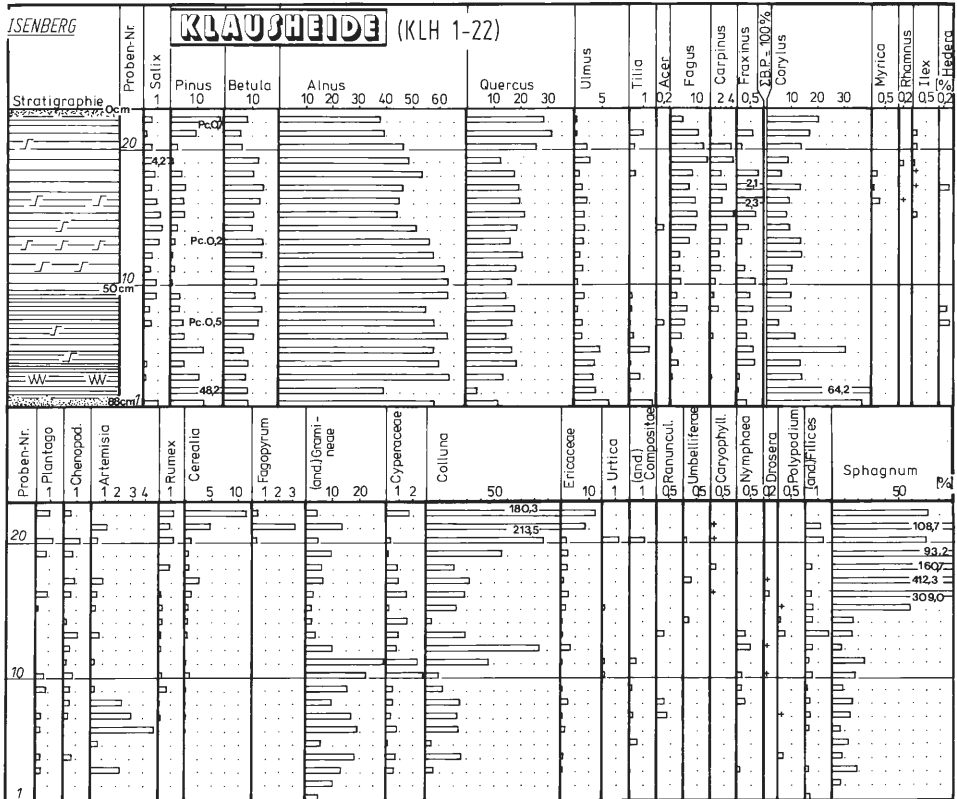 ISENBERG
KLAUSHEIDE (KLH 1-22)
Stratigraphie
Proben-Nr.
Salix
Pinus
Betula
Alnus
Quercus
Ulmus
Tilia
Acer
Fagus
Carpinus
Fraxinus
ΣBP = 100%
Corylus
Myrica
Rhamnus
Ilex
Hedera
[%]
1 10 10 10 20 30 40 50 60 10 20 30 5 1 0,2 10 2 4 0,5 10 20 30 0,5 0,2 0,5 0,2
0cm
Pc.0,
20
4,2
2,1
2,3
Pc.0,2
10
50cm
Pc.0,5
48,2
64,2
88cm
1
Proben-Nr.
Plantago
Chenopod.
Artemisia
Rumex
Cerealia
Fagopyrum
(and.) Grami-
neae
Cyperaceae
Calluna
Ericaceae
Urtica
(and.)
Compositae
Ranuncul.
Umbelliferae
Caryophyll.
Nymphaea
Drosera
Polypodium
(and.)Filices
Sphagnum
[%]
1 1 1 2 3 4 1 5 10 1 2 3 10 20 1 2 50 10 1 1 0,5 0,5 0,5 0,5 0,2 0,5 1 50
180,3
213,5 108,7
20
93,2
160,7
412,3
309,0
10
1